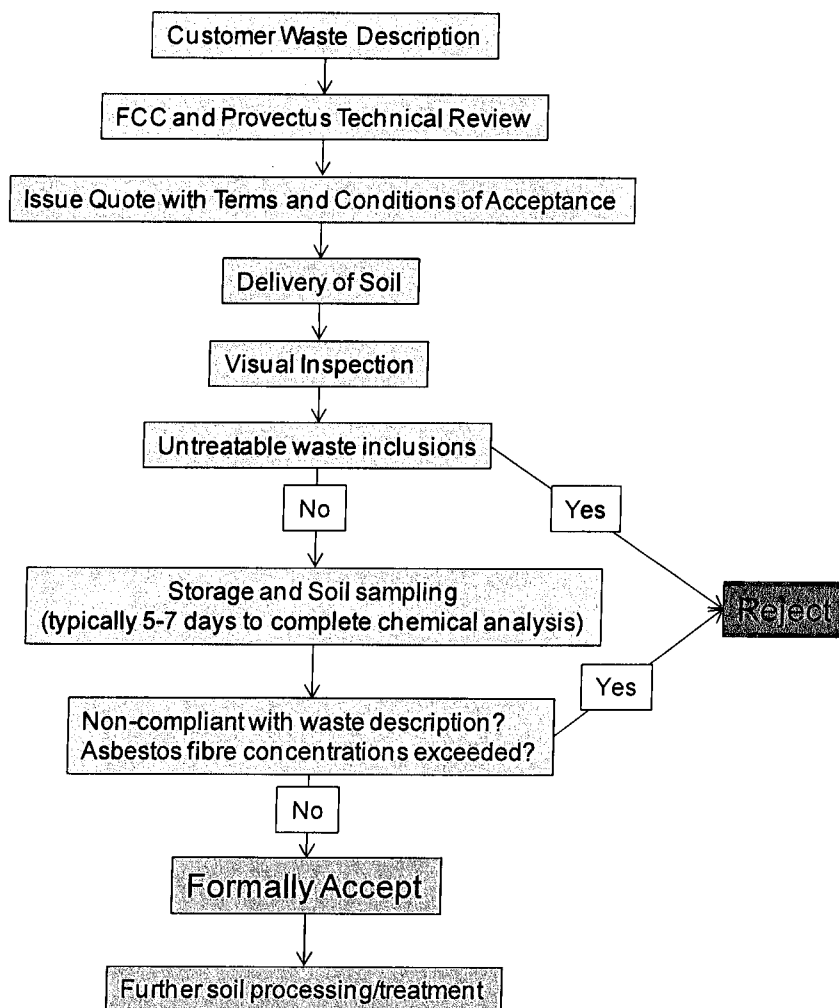 Customer Waste Description
FCC and Provectus Technical Review
Issue Quote with Terms and Conditions of Acceptance
Delivery of Soil
Visual Inspection
Untreatable waste inclusions
No
Yes
Storage and Soil sampling
(typically 5-7 days to complete chemical analysis)
Reject
Yes
Non-compliant with waste description?
Asbestos fibre concentrations exceeded?
No
Formally Accept
Further soil processing/treatment